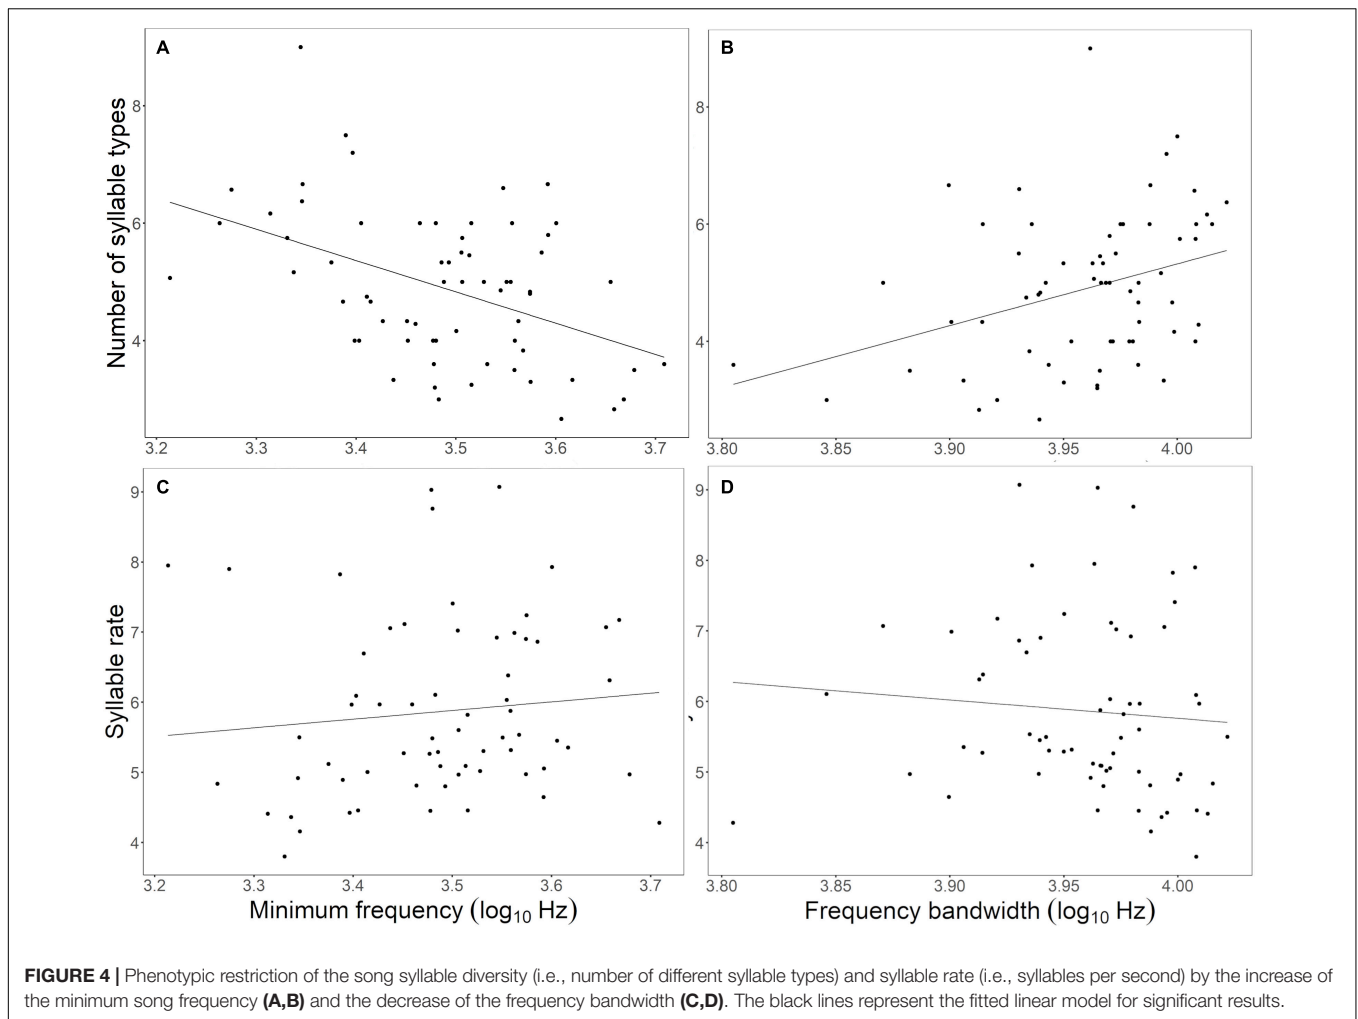 A
B
Number of syllable types
8
6
4
3.2 3.3 3.4 3.5 3.6 3.7
8
6
4
3.80 3.85 3.90 3.95 4.00
C
D
Syllable rate
9
8
7
6
5
4
3.2 3.3 3.4 3.5 3.6 3.7
Minimum frequency (log10 Hz)
9
8
7
6
5
4
3.80 3.85 3.90 3.95 4.00
Frequency bandwidth (log10 Hz)
FIGURE 4 | Phenotypic restriction of the song syllable diversity (i.e., number of different syllable types) and syllable rate (i.e., syllables per second) by the increase of
the minimum song frequency (A,B) and the decrease of the frequency bandwidth (C,D). The black lines represent the fitted linear model for significant results.